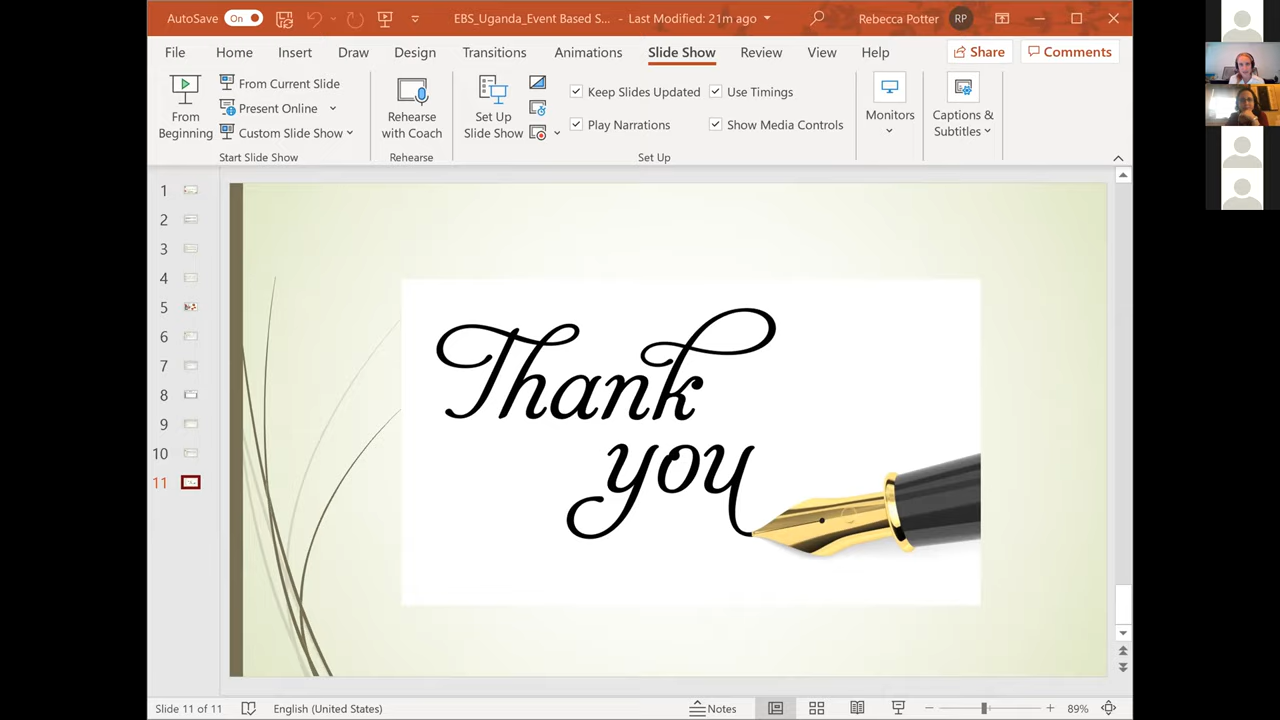 AutoSave On EBS_Uganda_Event Based S... – Last Modified: 21m ago Rebecca Potter RP
File Home Insert Draw Design Transitions Animations Slide Show Review View Help Share Comments
From Beginning
From Current Slide
Present Online
Custom Slide Show
Start Slide Show
Rehearse with Coach
Rehearse
Set Up Slide Show
Keep Slides Updated
Use Timings
Play Narrations
Show Media Controls
Set Up
Monitors
Captions & Subtitles
1
2
3
4
5
6
7
8
9
10
11
Thank
you
Slide 11 of 11 English (United States) Notes 89%